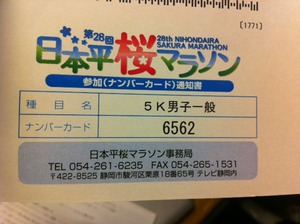 [1771]
第28回
28th NIHONDAIRA
SAKURA MARATHON
日本平桜マラソン
参加(ナンバーカード)通知書
種目名 5K男子一般
ナンバーカード 6562
日本平桜マラソン事務局
TEL 054-261-6235 FAX 054-265-1531
〒422-8525 静岡市駿河区栗原18番65号 テレビ静岡内